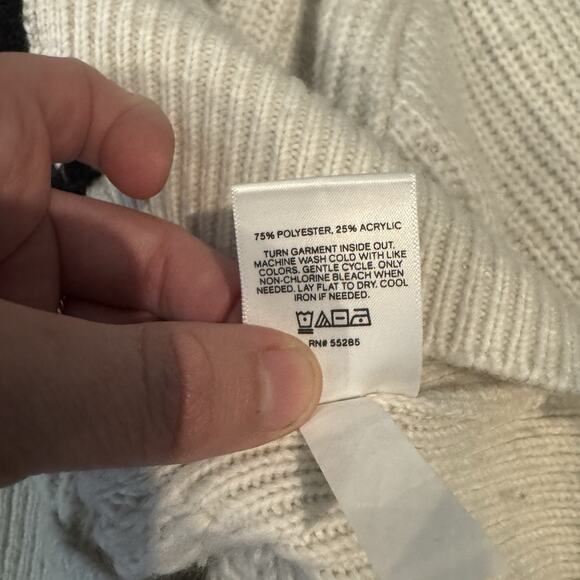 75% POLYESTER, 25% ACRYLIC
TURN GARMENT INSIDE OUT.
MACHINE WASH COLD WITH LIKE
COLORS. GENTLE CYCLE. ONLY
NON-CHLORINE BLEACH WHEN
NEEDED. LAY FLAT TO DRY. COOL
IRON IF NEEDED.
RN# 55285